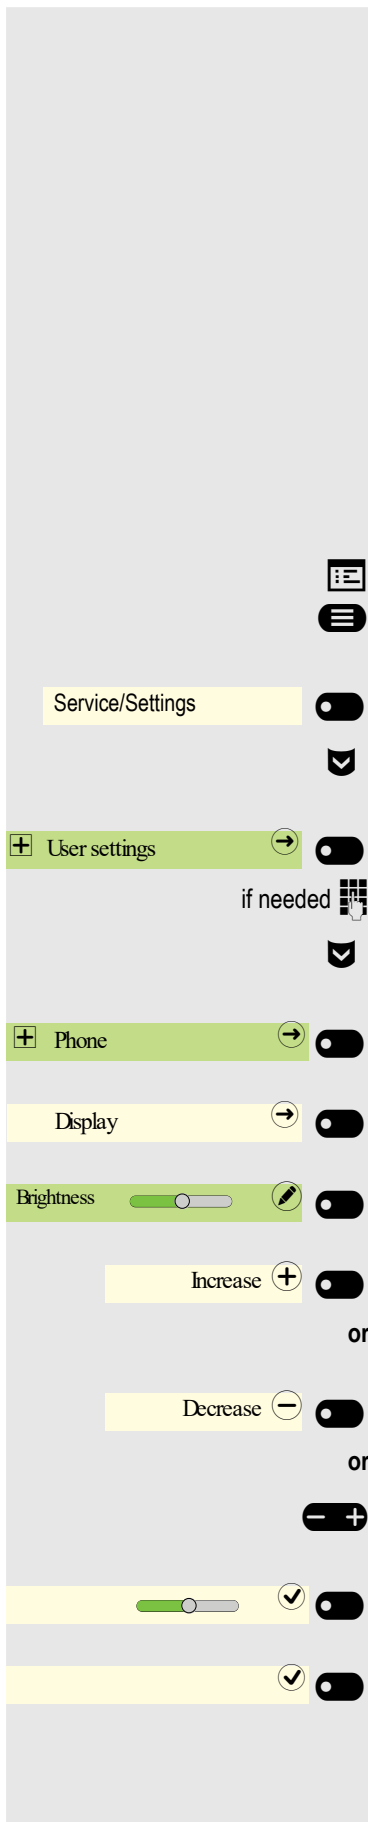 Service/Settings
User settings
if needed
Phone
Display
Brightness
Increase
or
Decrease
or